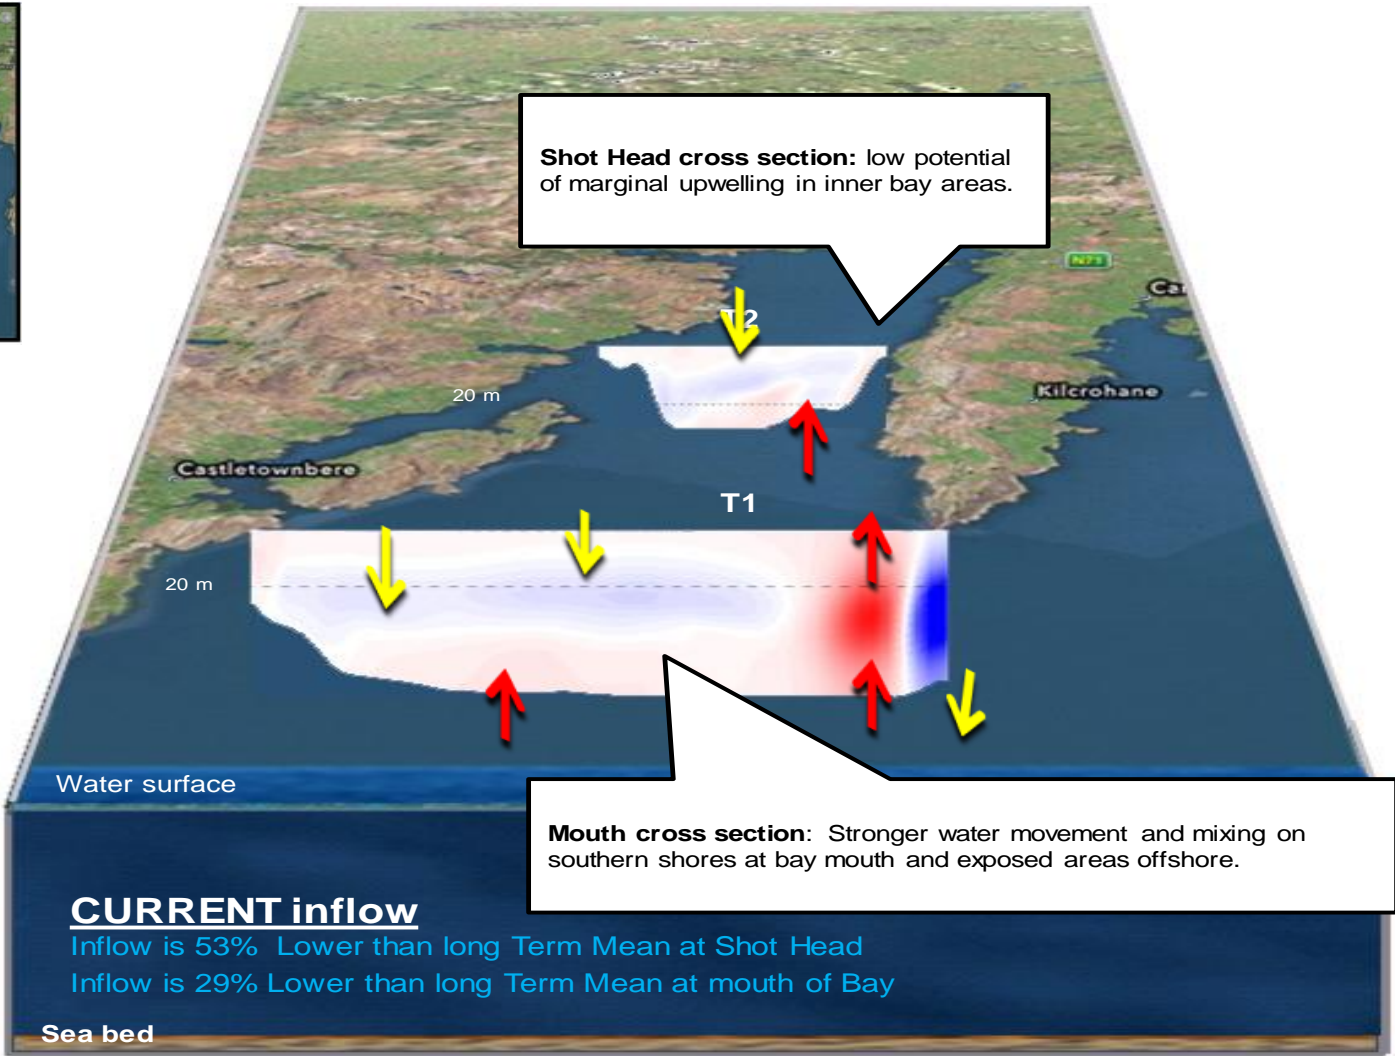 Shot Head cross section: low potential
of marginal upwelling in inner bay areas.
N71
T2
20 m
Kilcrohane
Castletownbere
T1
20 m
Water surface
Mouth cross section: Stronger water movement and mixing on
southern shores at bay mouth and exposed areas offshore.
CURRENT inflow
Inflow is 53% Lower than long Term Mean at Shot Head
Inflow is 29% Lower than long Term Mean at mouth of Bay
Sea bed